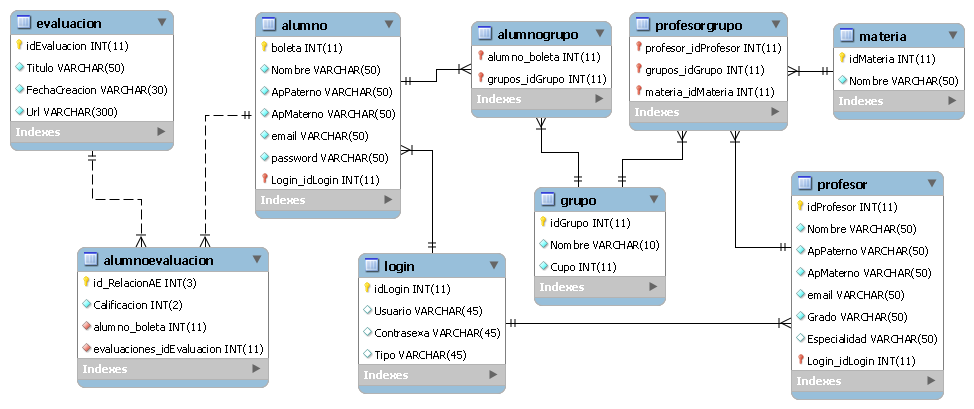 evaluacion
idEvaluacion INT(11)
Titulo VARCHAR(50)
FechaCreacion VARCHAR(30)
Url VARCHAR(300)
Indexes
alumno
boleta INT(11)
Nombre VARCHAR(50)
ApPaterno VARCHAR(50)
ApMaterno VARCHAR(50)
email VARCHAR(50)
password VARCHAR(50)
Login_idLogin INT(11)
Indexes
alumnogrupo
alumno_boleta INT(11)
grupos_idGrupo INT(11)
Indexes
profesorgrupo
profesor_idProfesor INT(11)
grupos_idGrupo INT(11)
materia_idMateria INT(11)
Indexes
materia
idMateria INT(11)
Nombre VARCHAR(50)
Indexes
alumnoevaluacion
id_RelacionAE INT(3)
Calificacion INT(2)
alumno_boleta INT(11)
evaluaciones_idEvaluacion INT(11)
Indexes
login
idLogin INT(11)
Usuario VARCHAR(45)
Contrasexa VARCHAR(45)
Tipo VARCHAR(45)
Indexes
grupo
idGrupo INT(11)
Nombre VARCHAR(10)
Cupo INT(11)
Indexes
profesor
idProfesor INT(11)
Nombre VARCHAR(50)
ApPaterno VARCHAR(50)
ApMaterno VARCHAR(50)
email VARCHAR(50)
Grado VARCHAR(50)
Especialidad VARCHAR(50)
Login_idLogin INT(11)
Indexes